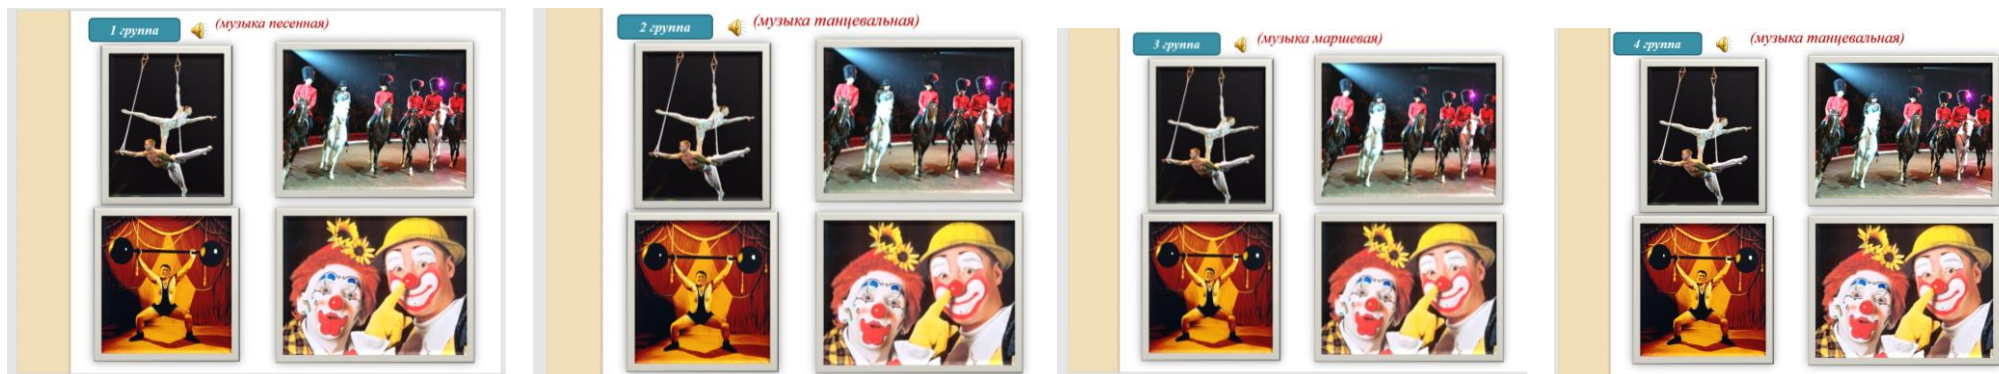 1 группа
(музыка песенная)
2 группа
(музыка танцевальная)
3 группа
(музыка маршевая)
4 группа
(музыка танцевальная)